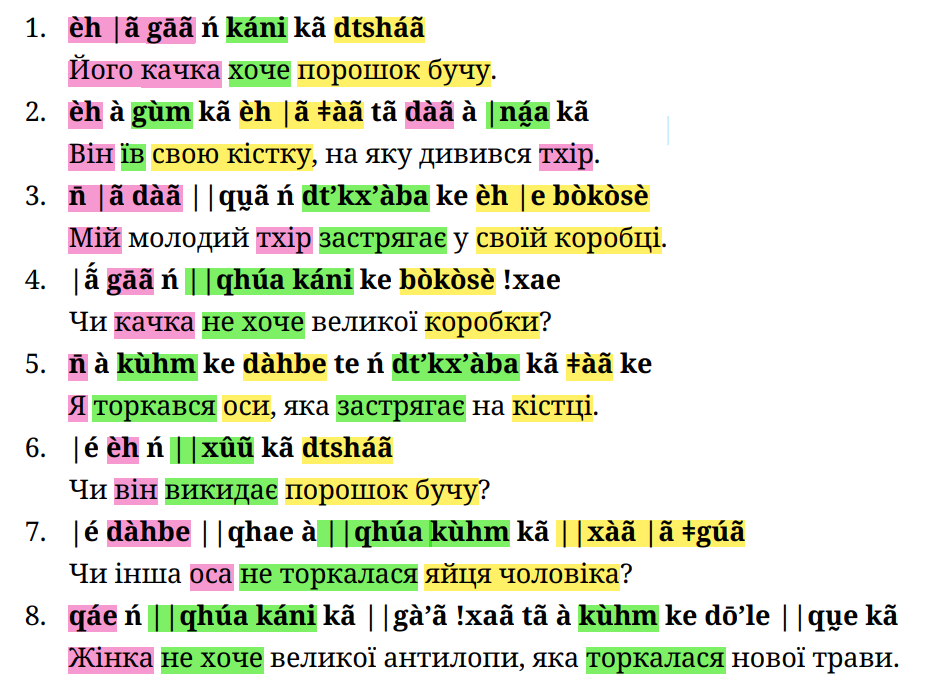 1. èh |ã gāã ń káni kã dtsháã
Його качка хоче порошок бучу.
2. èh à gùm kã èh |ã ǂàã tã dàã à |ná̰a kã
Він їв свою кістку, на яку дивився тхір.
3. n̄ |ã dàã ||qṵã ń dt’kx’àba ke èh |e bòkòsè
Мій молодий тхір застрягає у своїй коробці.
4. |ã́ gāã ń ||qhúa káni ke bòkòsè !xae
Чи качка не хоче великої коробки?
5. n̄ à kùhm ke dàhbe te ń dt’kx’àba kã ǂàã ke
Я торкався оси, яка застрягає на кістці.
6. |é èh ń ||xûũ kã dtsháã
Чи він викидає порошок бучу?
7. |é dàhbe ||qhae à ||qhúa kùhm kã ||xàã |ã ǂgúã
Чи інша оса не торкалася яйця чоловіка?
8. qáe ń ||qhúa káni kã ||gà’ã !xaã tã à kùhm ke dō’le ||qṵe kã
Жінка не хоче великої антилопи, яка торкалася нової трави.